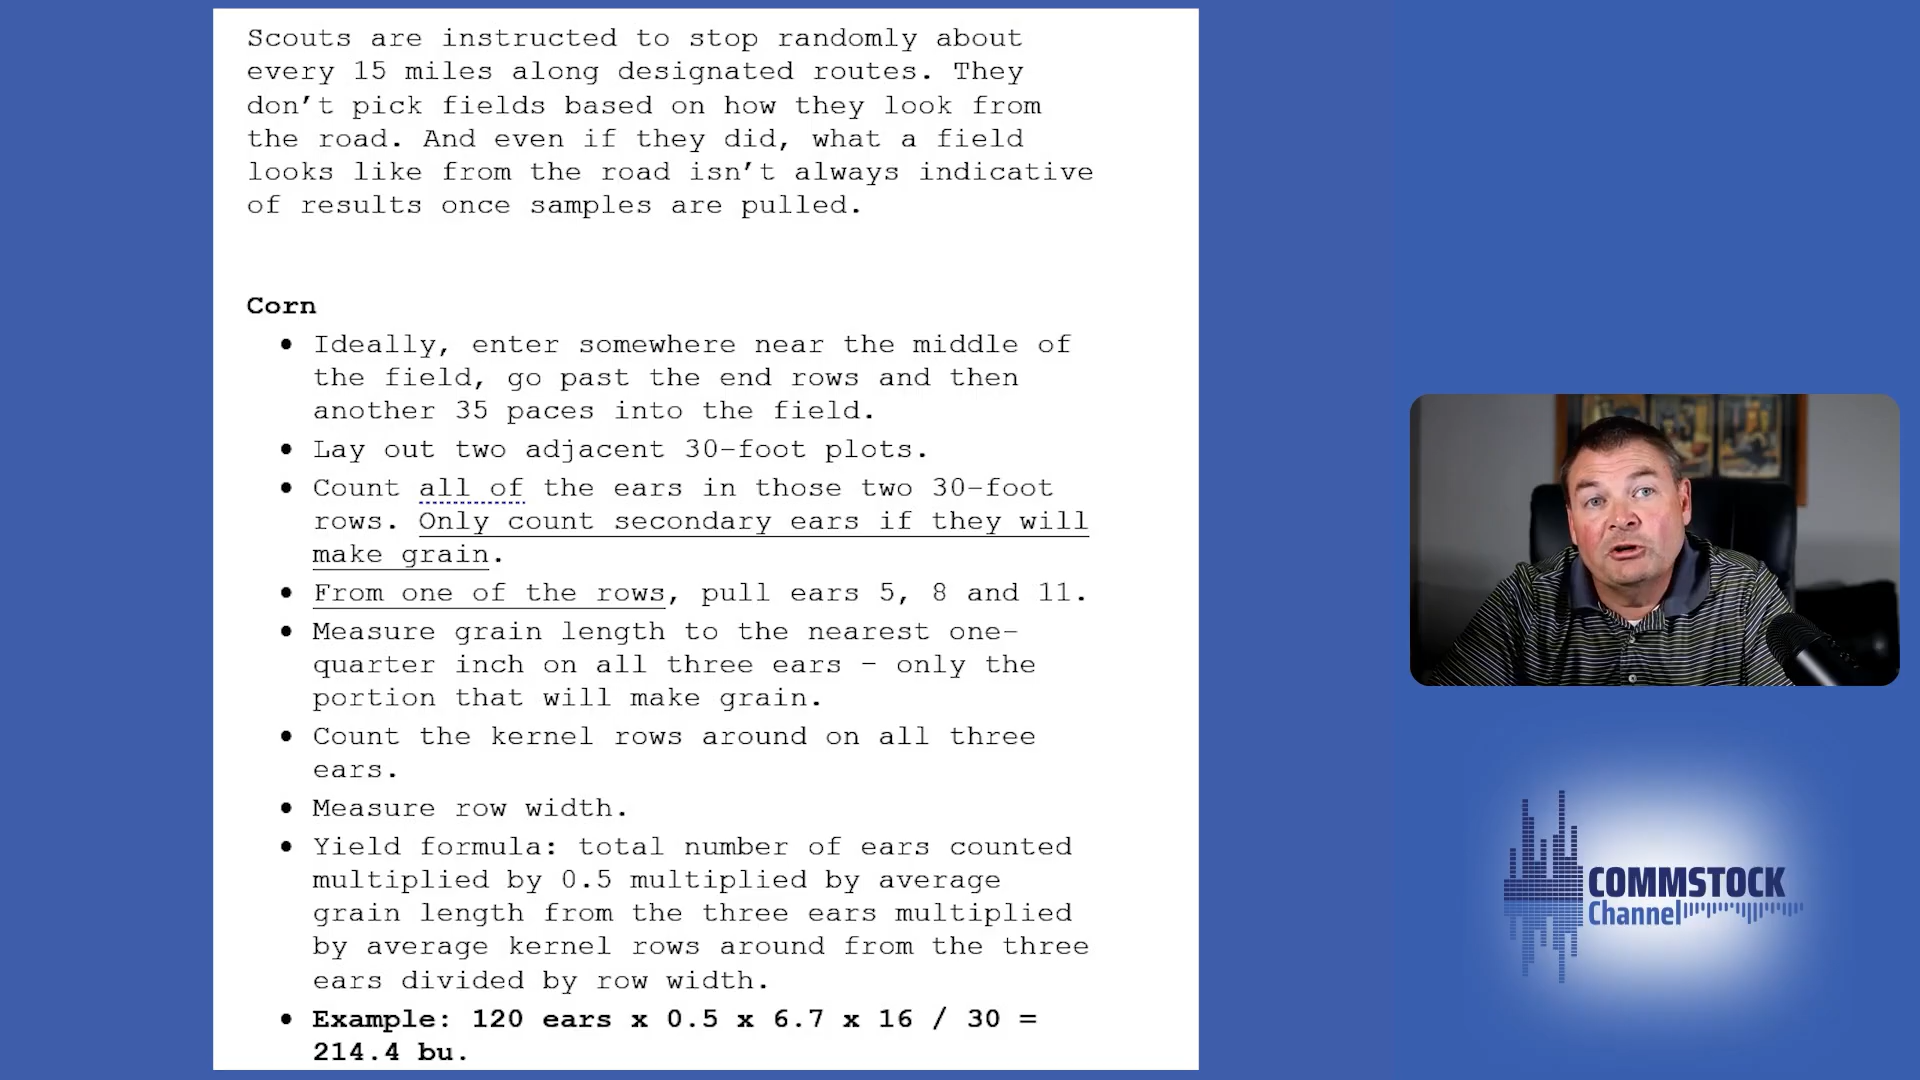 Scouts are instructed to stop randomly about
every 15 miles along designated routes. They
don't pick fields based on how they look from
the road. And even if they did, what a field
looks like from the road isn't always indicative
of results once samples are pulled.
Corn
• Ideally, enter somewhere near the middle of
the field, go past the end rows and then
another 35 paces into the field.
• Lay out two adjacent 30-foot plots.
• Count all of the ears in those two 30-foot
rows. Only count secondary ears if they will
make grain.
• From one of the rows, pull ears 5, 8 and 11.
• Measure grain length to the nearest one-
quarter inch on all three ears – only the
portion that will make grain.
• Count the kernel rows around on all three
ears.
• Measure row width.
• Yield formula: total number of ears counted
multiplied by 0.5 multiplied by average
grain length from the three ears multiplied
by average kernel rows around from the three
ears divided by row width.
• Example: 120 ears x 0.5 x 6.7 x 16 / 30 =
214.4 bu.
COMMSTOCK
Channel